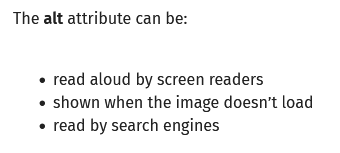 The alt attribute can be:
• read aloud by screen readers
• shown when the image doesn’t load
• read by search engines